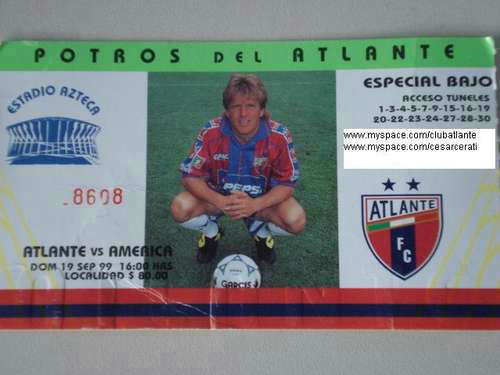 POTROS DEL ATLANTE
ESTADIO AZTECA
ESPECIAL BAJO
ACCESO TUNELES
1-3-4-5-7-9-15-16-19
20-22-23-24-27-28-30
www.myspace.com/clubatlante
www.myspace.com/cesarcerati
8608
PEPSI
GARCIS
ATLANTE
FC
ATLANTE VS AMERICA
DOM 19 SEP 99 16:00 HAS
LOCALIDAD $ 80.00